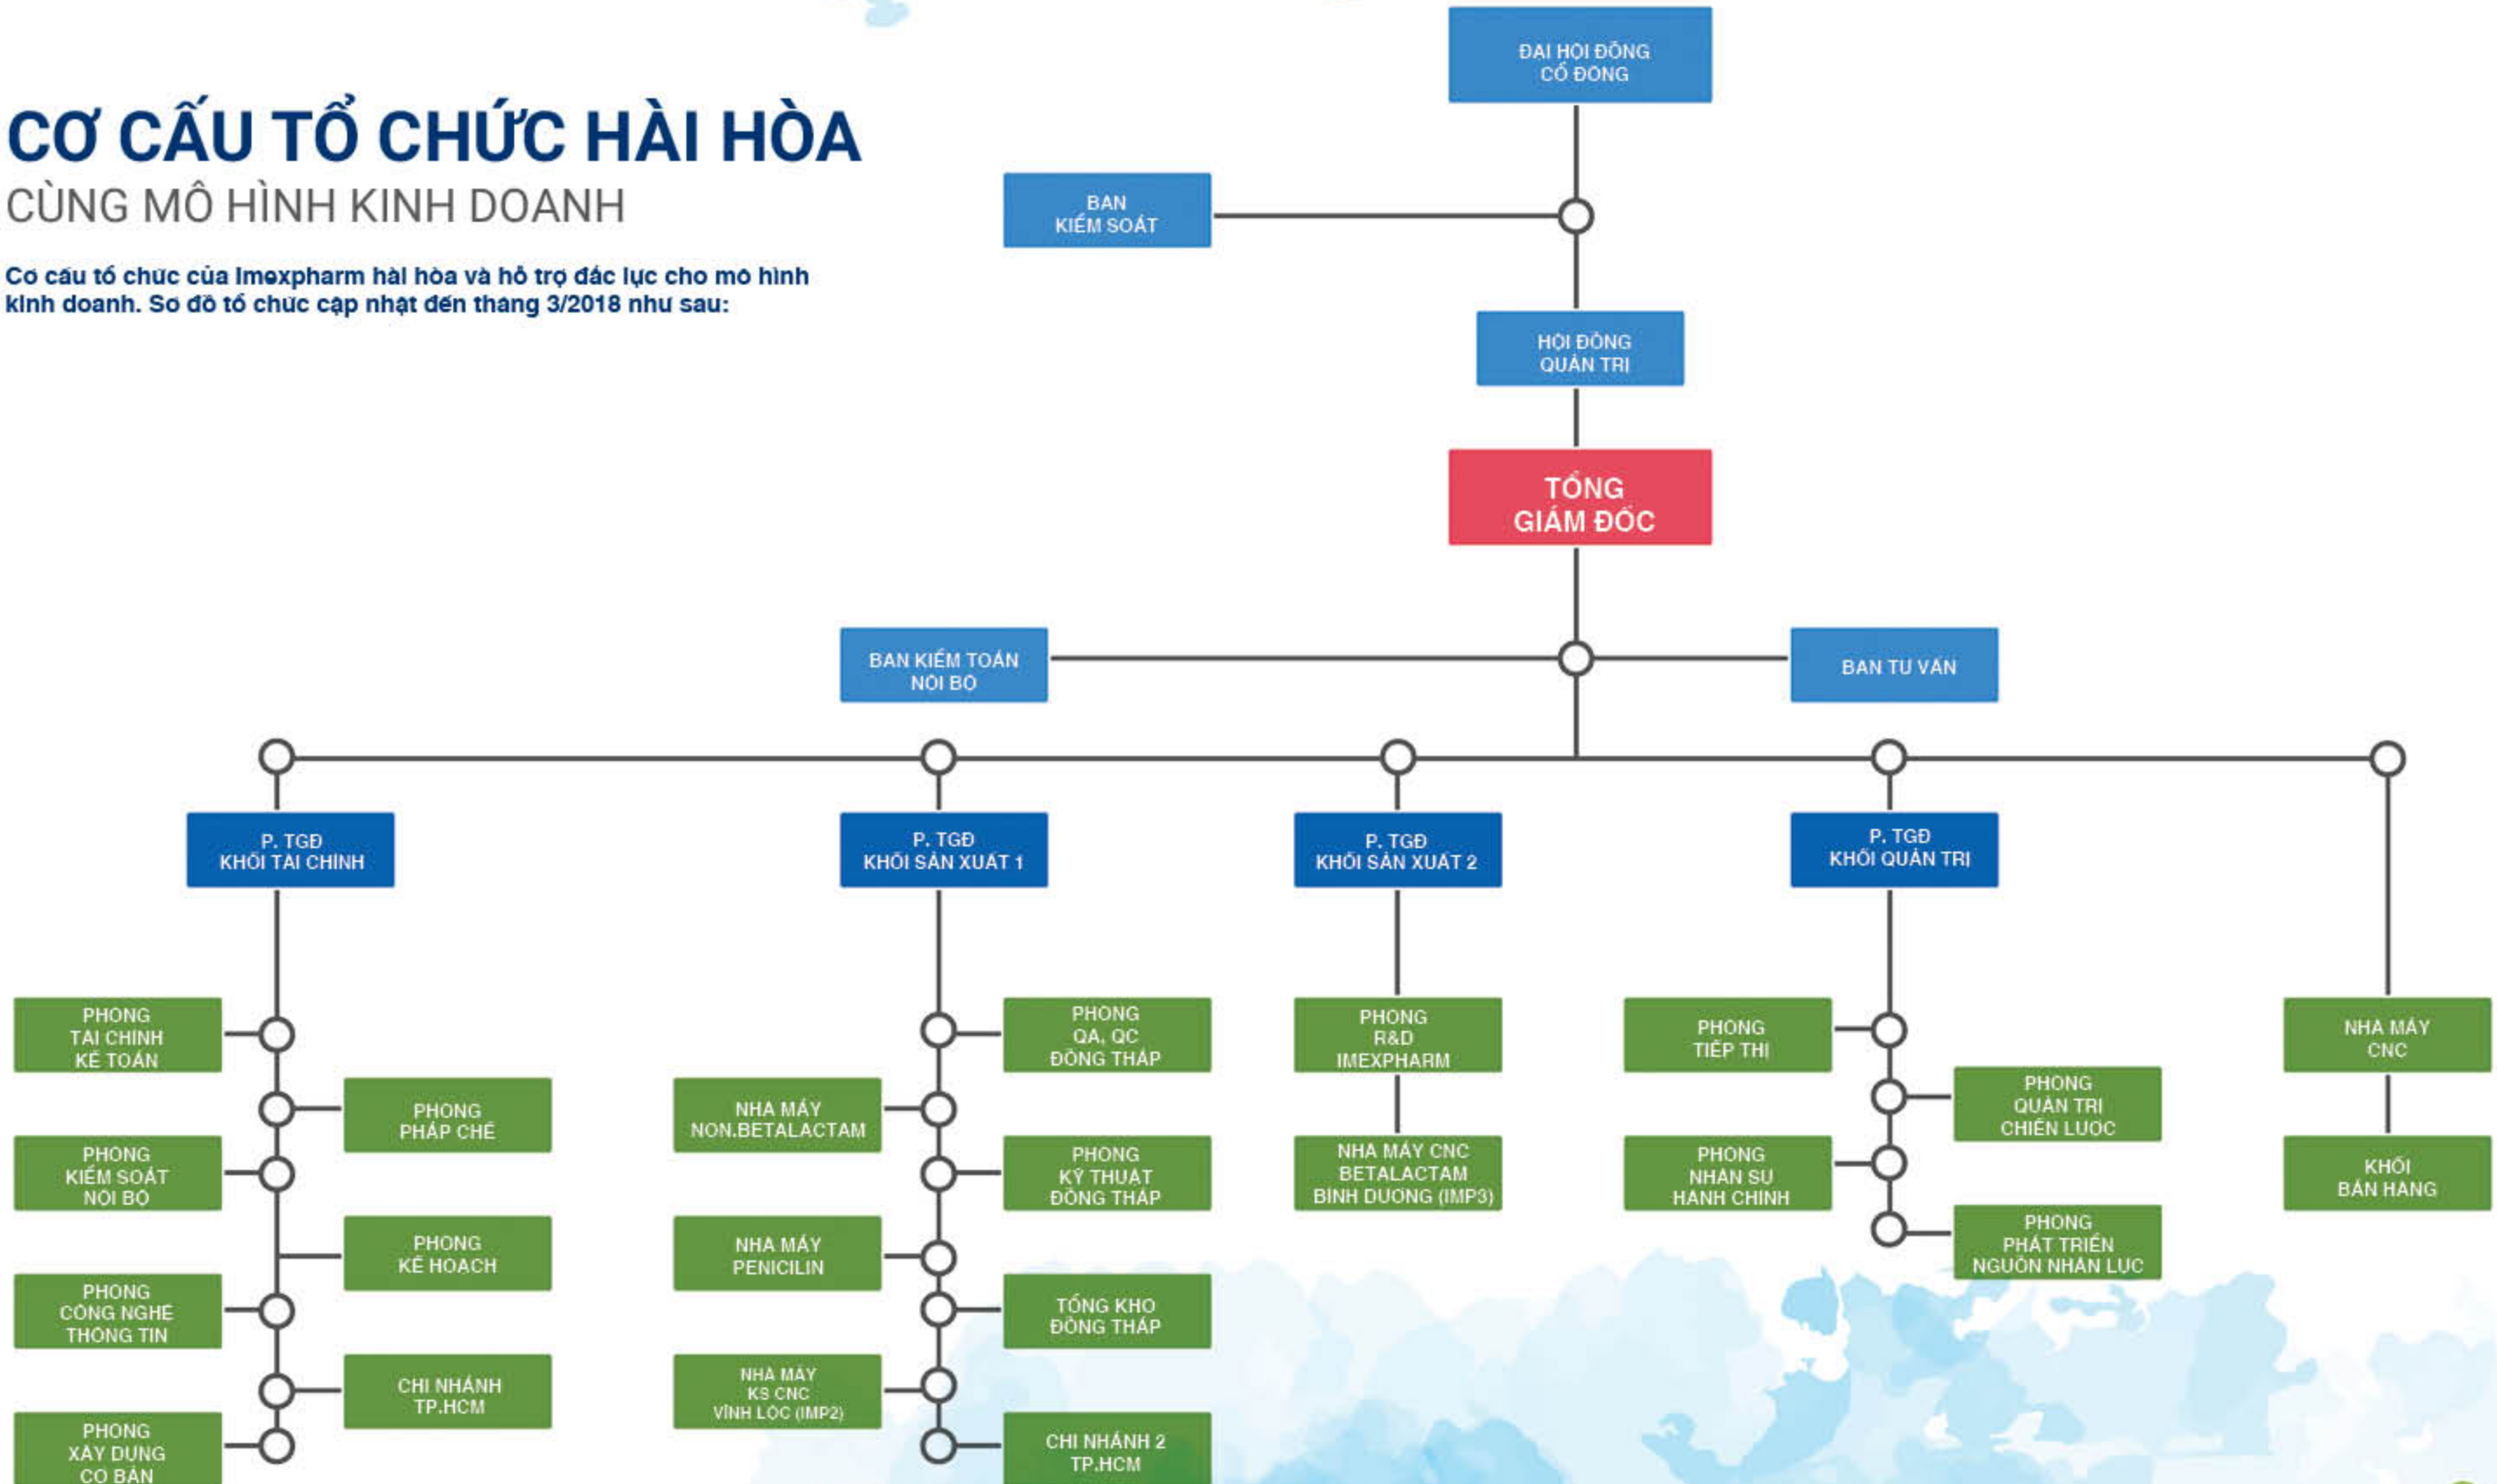 CƠ CẤU TỔ CHỨC HÀI HÒA
CÙNG MÔ HÌNH KINH DOANH
Cơ cấu tổ chức của Imexpharm hài hòa và hỗ trợ đắc lực cho mô hình
kinh doanh. Sơ đồ tổ chức cập nhật đến tháng 3/2018 như sau:
ĐẠI HỘI ĐỒNG
CỔ ĐÔNG
BAN
KIỂM SOÁT
HỘI ĐỒNG
QUẢN TRỊ
TỔNG
GIÁM ĐỐC
BAN KIỂM TOÁN
NỘI BỘ
BAN TƯ VẤN
P. TGĐ
KHỐI TÀI CHÍNH
P. TGĐ
KHỐI SẢN XUẤT 1
P. TGĐ
KHỐI SẢN XUẤT 2
P. TGĐ
KHỐI QUẢN TRỊ
PHÒNG
TÀI CHÍNH
KẾ TOÁN
PHÒNG
PHÁP CHẾ
PHÒNG
KIỂM SOÁT
NỘI BỘ
PHÒNG
KẾ HOẠCH
PHÒNG
CÔNG NGHỆ
THÔNG TIN
CHI NHÁNH
TP.HCM
PHÒNG
XÂY DỰNG
CƠ BẢN
PHÒNG
QA, QC
ĐỒNG THÁP
NHÀ MÁY
NON.BETALACTAM
PHÒNG
KỸ THUẬT
ĐỒNG THÁP
NHÀ MÁY
PENICILIN
TỔNG KHO
ĐỒNG THÁP
NHÀ MÁY
KS CNC
VĨNH LỘC (IMP2)
CHI NHÁNH 2
TP.HCM
PHÒNG
R&D
IMEXPHARM
NHÀ MÁY CNC
BETALACTAM
BÌNH DƯƠNG (IMP3)
PHÒNG
TIẾP THỊ
PHÒNG
QUẢN TRỊ
CHIẾN LƯỢC
PHÒNG
NHÂN SỰ
HÀNH CHÍNH
PHÒNG
PHÁT TRIỂN
NGUỒN NHÂN LỰC
NHÀ MÁY
CNC
KHỐI
BÁN HÀNG